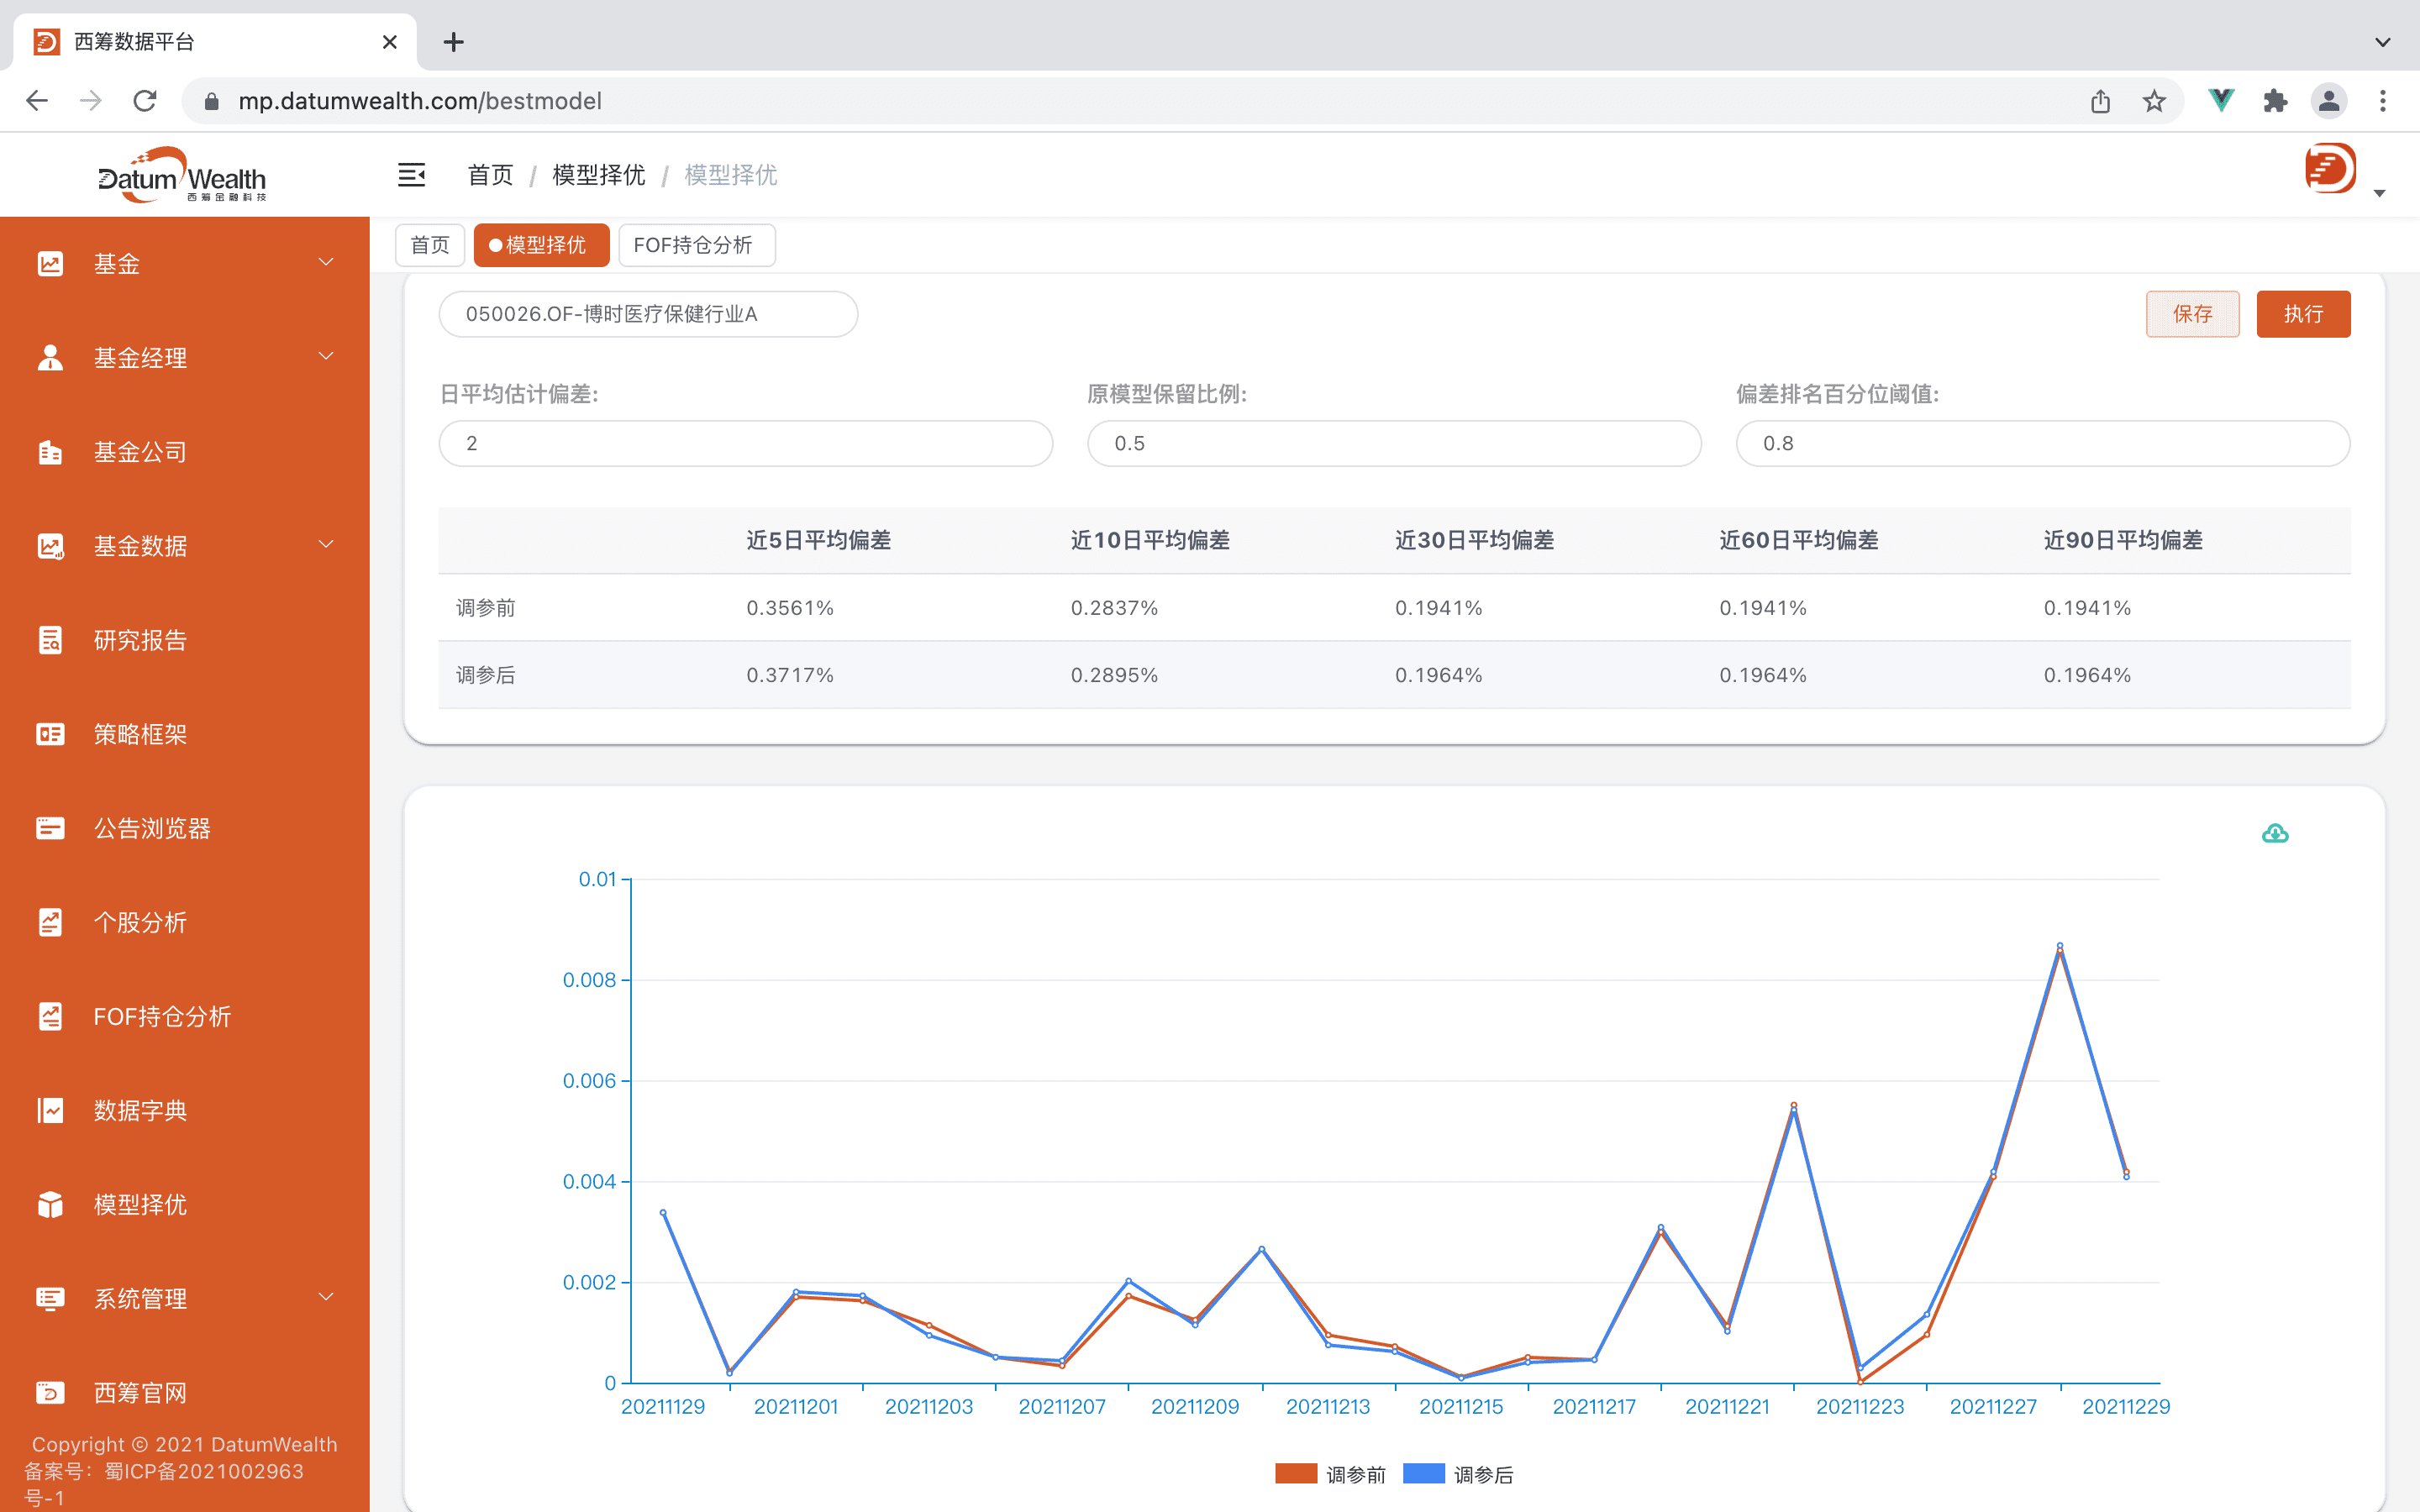 西筹数据平台
mp.datumwealth.com/bestmodel
Datum Wealth
西筹金融科技
首页 / 模型择优 / 模型择优
首页 模型择优 FOF持仓分析
基金
基金经理
基金公司
基金数据
研究报告
策略框架
公告浏览器
个股分析
FOF持仓分析
数据字典
模型择优
系统管理
西筹官网
Copyright © 2021 DatumWealth
备案号：蜀ICP备2021002963
号-1
050026.OF-博时医疗保健行业A
保存 执行
日平均估计偏差: 原模型保留比例: 偏差排名百分位阈值:
2 0.5 0.8
近5日平均偏差 近10日平均偏差 近30日平均偏差 近60日平均偏差 近90日平均偏差
调参前 0.3561% 0.2837% 0.1941% 0.1941% 0.1941%
调参后 0.3717% 0.2895% 0.1964% 0.1964% 0.1964%
0.01
0.008
0.006
0.004
0.002
0
20211129 20211201 20211203 20211207 20211209 20211213 20211215 20211217 20211221 20211223 20211227 20211229
调参前 调参后